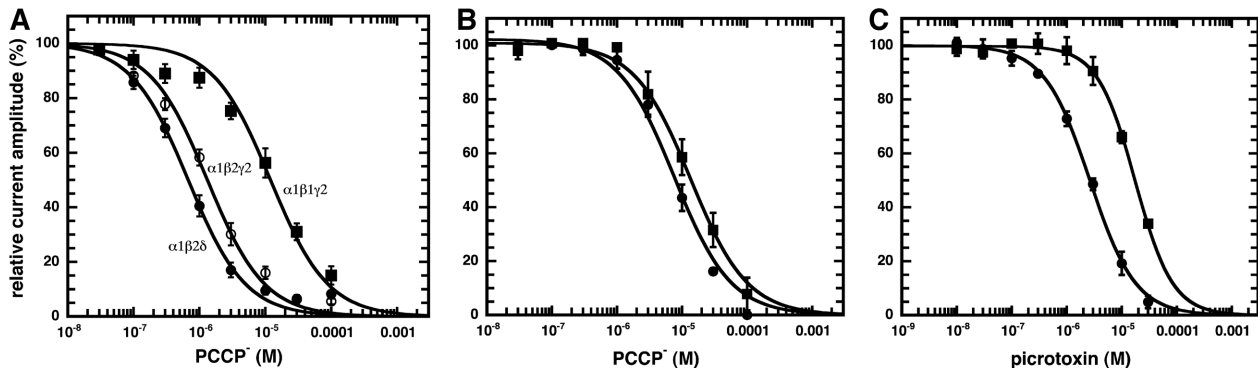 A
B
C
relative current amplitude (%)
100
80
60
40
20
0
α1β2γ2
α1β1γ2
α1β2δ
10⁻⁸ 10⁻⁷ 10⁻⁶ 10⁻⁵ 0.0001 0.001
PCCP⁻ (M)
100
80
60
40
20
0
10⁻⁸ 10⁻⁷ 10⁻⁶ 10⁻⁵ 0.0001 0.001
PCCP⁻ (M)
100
80
60
40
20
0
10⁻⁹ 10⁻⁸ 10⁻⁷ 10⁻⁶ 10⁻⁵ 0.0001 0.001
picrotoxin (M)